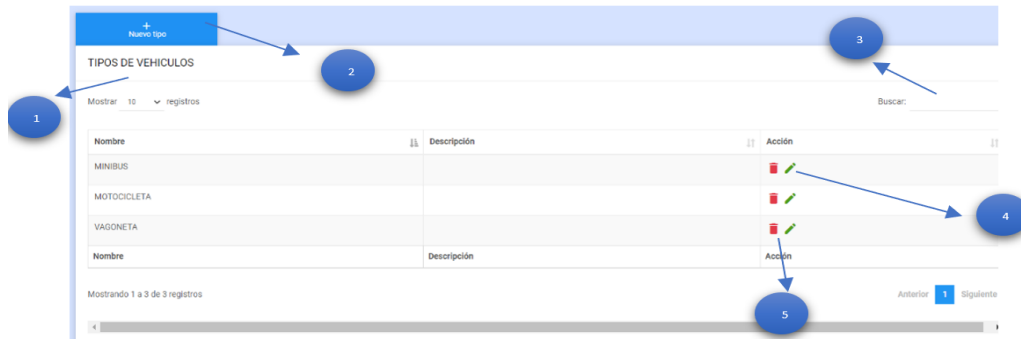 +
Nuevo tipo
3
TIPOS DE VEHICULOS
2
Mostrar 10 registros
Buscar:
1
Nombre Descripción Acción
MINIBUS
MOTOCICLETA
4
VAGONETA
Nombre Descripción Acción
Mostrando 1 a 3 de 3 registros
Anterior 1 Siguiente
5